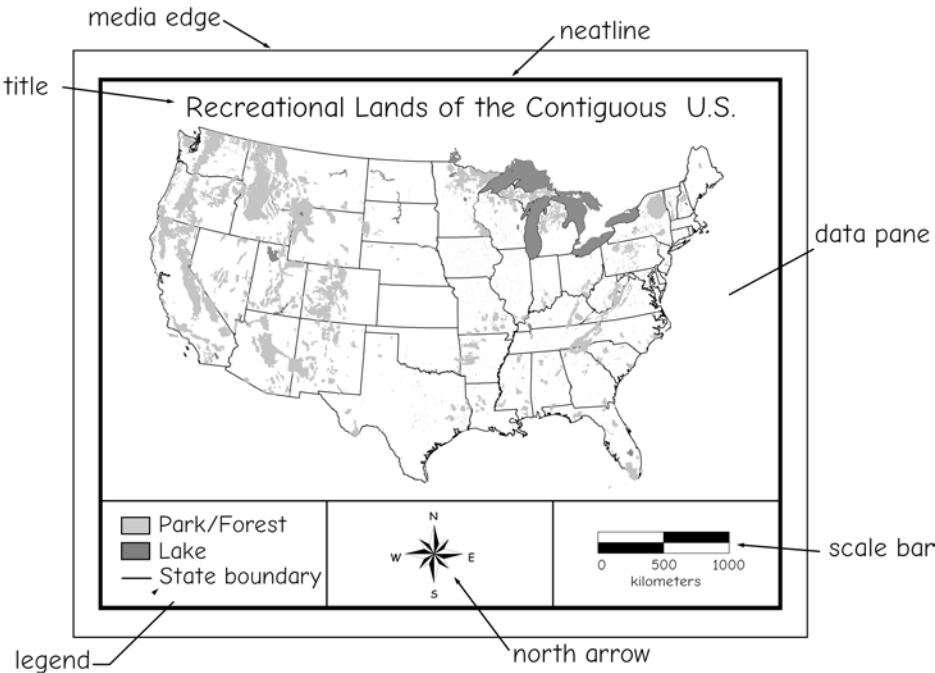 media edge
neatline
title
Recreational Lands of the Contiguous U.S.
data pane
Park/Forest
Lake
State boundary
N
W
E
S
0
500
1000
kilometers
scale bar
legend
north arrow